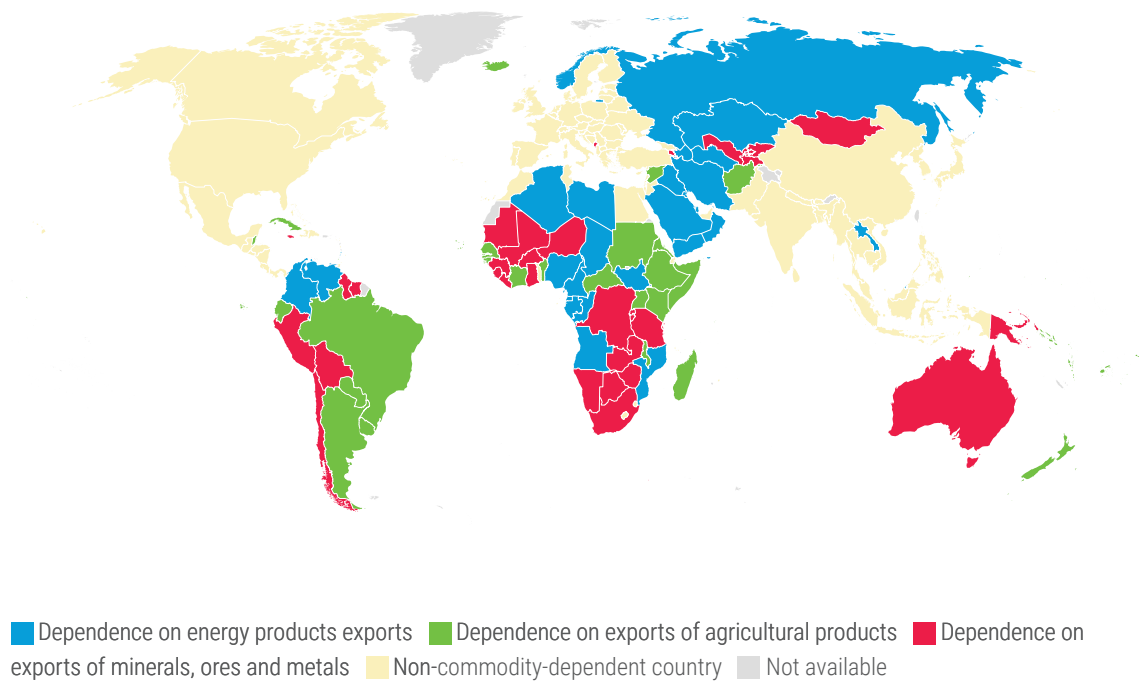 Dependence on energy products exports Dependence on exports of agricultural products Dependence on
exports of minerals, ores and metals Non-commodity-dependent country Not available